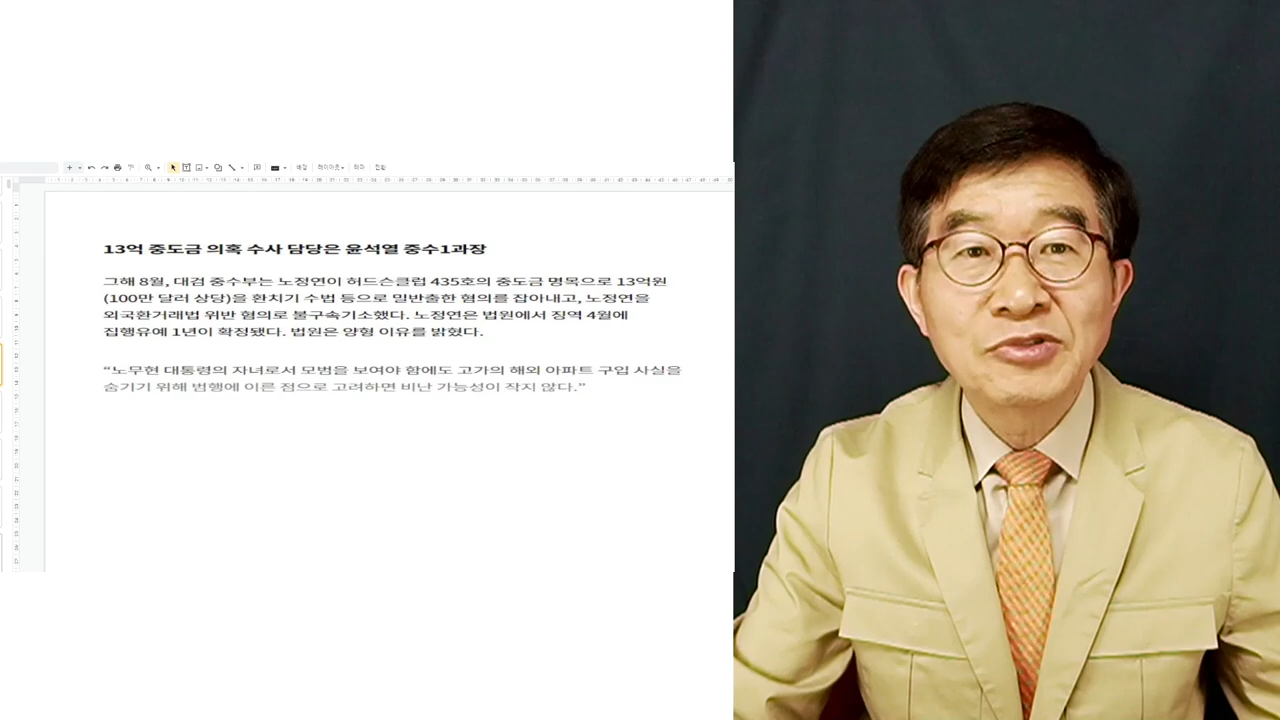 배경
레이아웃
테마
전환
13억 중도금 의혹 수사 담당은 윤석열 중수1과장
그해 8월, 대검 중수부는 노정연이 허드슨클럽 435호의 중도금 명목으로 13억원
(100만 달러 상당)을 환치기 수법 등으로 밀반출한 혐의를 잡아내고, 노정연을
외국환거래법 위반 혐의로 불구속기소했다. 노정연은 법원에서 징역 4월에
집행유예 1년이 확정됐다. 법원은 양형 이유를 밝혔다.
“노무현 대통령의 자녀로서 모범을 보여야 함에도 고가의 해외 아파트 구입 사실을
숨기기 위해 범행에 이른 점으로 고려하면 비난 가능성이 작지 않다.”